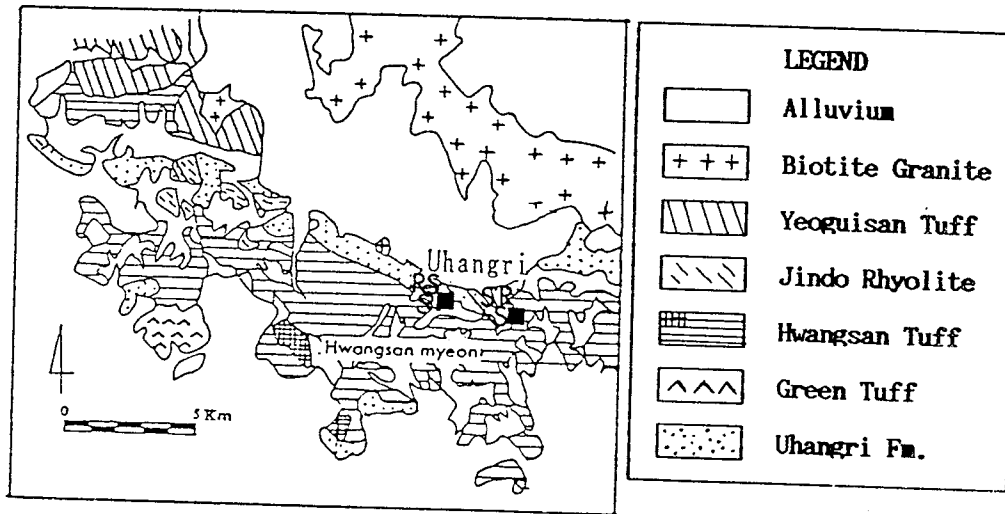 Uhangri
Hwangsan myeon
0 5 Km
LEGEND
Alluvium
Biotite Granite
Yeoguisan Tuff
Jindo Rhyolite
Hwangsan Tuff
Green Tuff
Uhangri Fm.